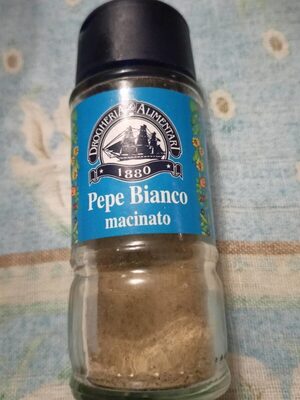 DROGHERIA & ALIMENTARI
1880
Pepe Bianco
macinato